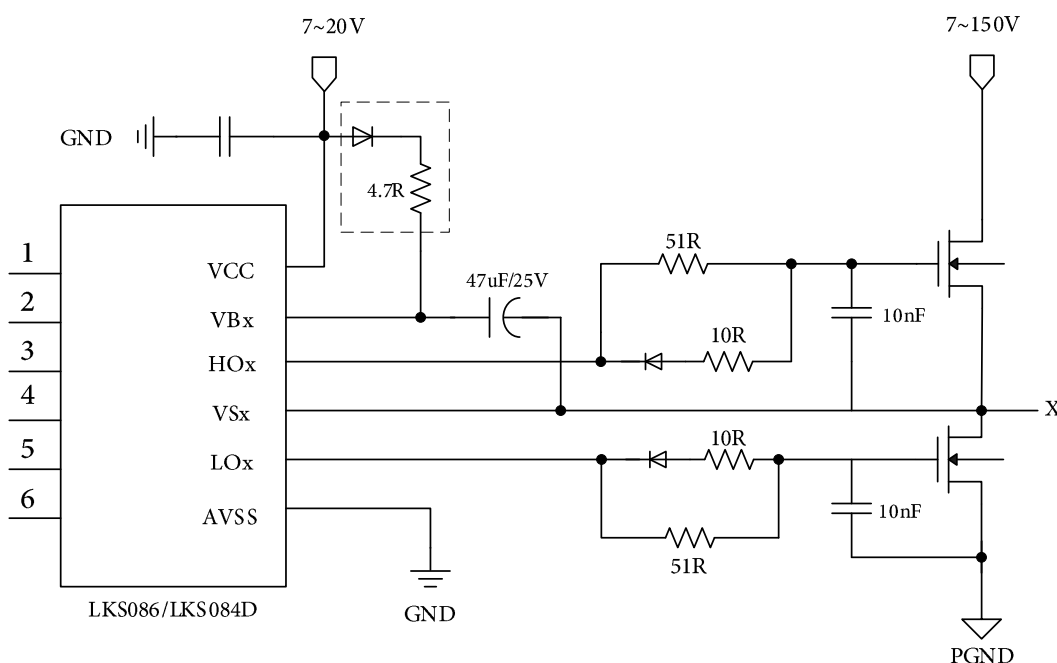 7~20V
7~150V
GND
4.7R
1
2
3
4
5
6
VCC
VBx
HOx
VSx
LOx
AVSS
47uF/25V
51R
10R
10nF
X
10R
51R
10nF
GND
LKS086/LKS084D
PGND